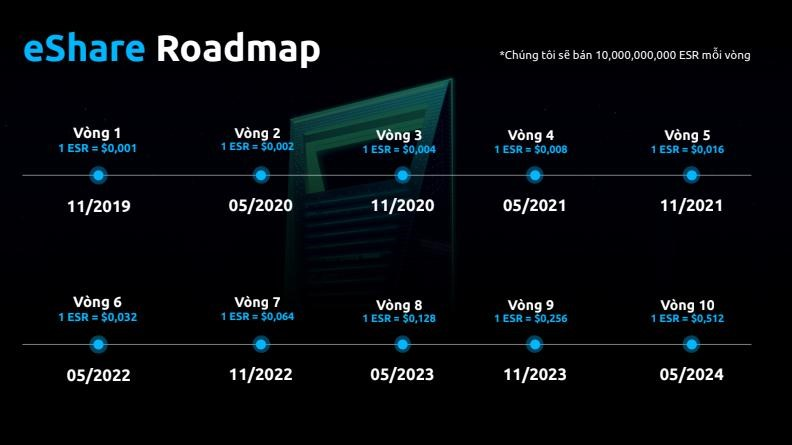 eShare Roadmap
*Chúng tôi sẽ bán 10,000,000,000 ESR mỗi vòng
Vòng 1
1 ESR = $0,001
11/2019
Vòng 2
1 ESR = $0,002
05/2020
Vòng 3
1 ESR = $0,004
11/2020
Vòng 4
1 ESR = $0,008
05/2021
Vòng 5
1 ESR = $0,016
11/2021
Vòng 6
1 ESR = $0,032
05/2022
Vòng 7
1 ESR = $0,064
11/2022
Vòng 8
1 ESR = $0,128
05/2023
Vòng 9
1 ESR = $0,256
11/2023
Vòng 10
1 ESR = $0,512
05/2024